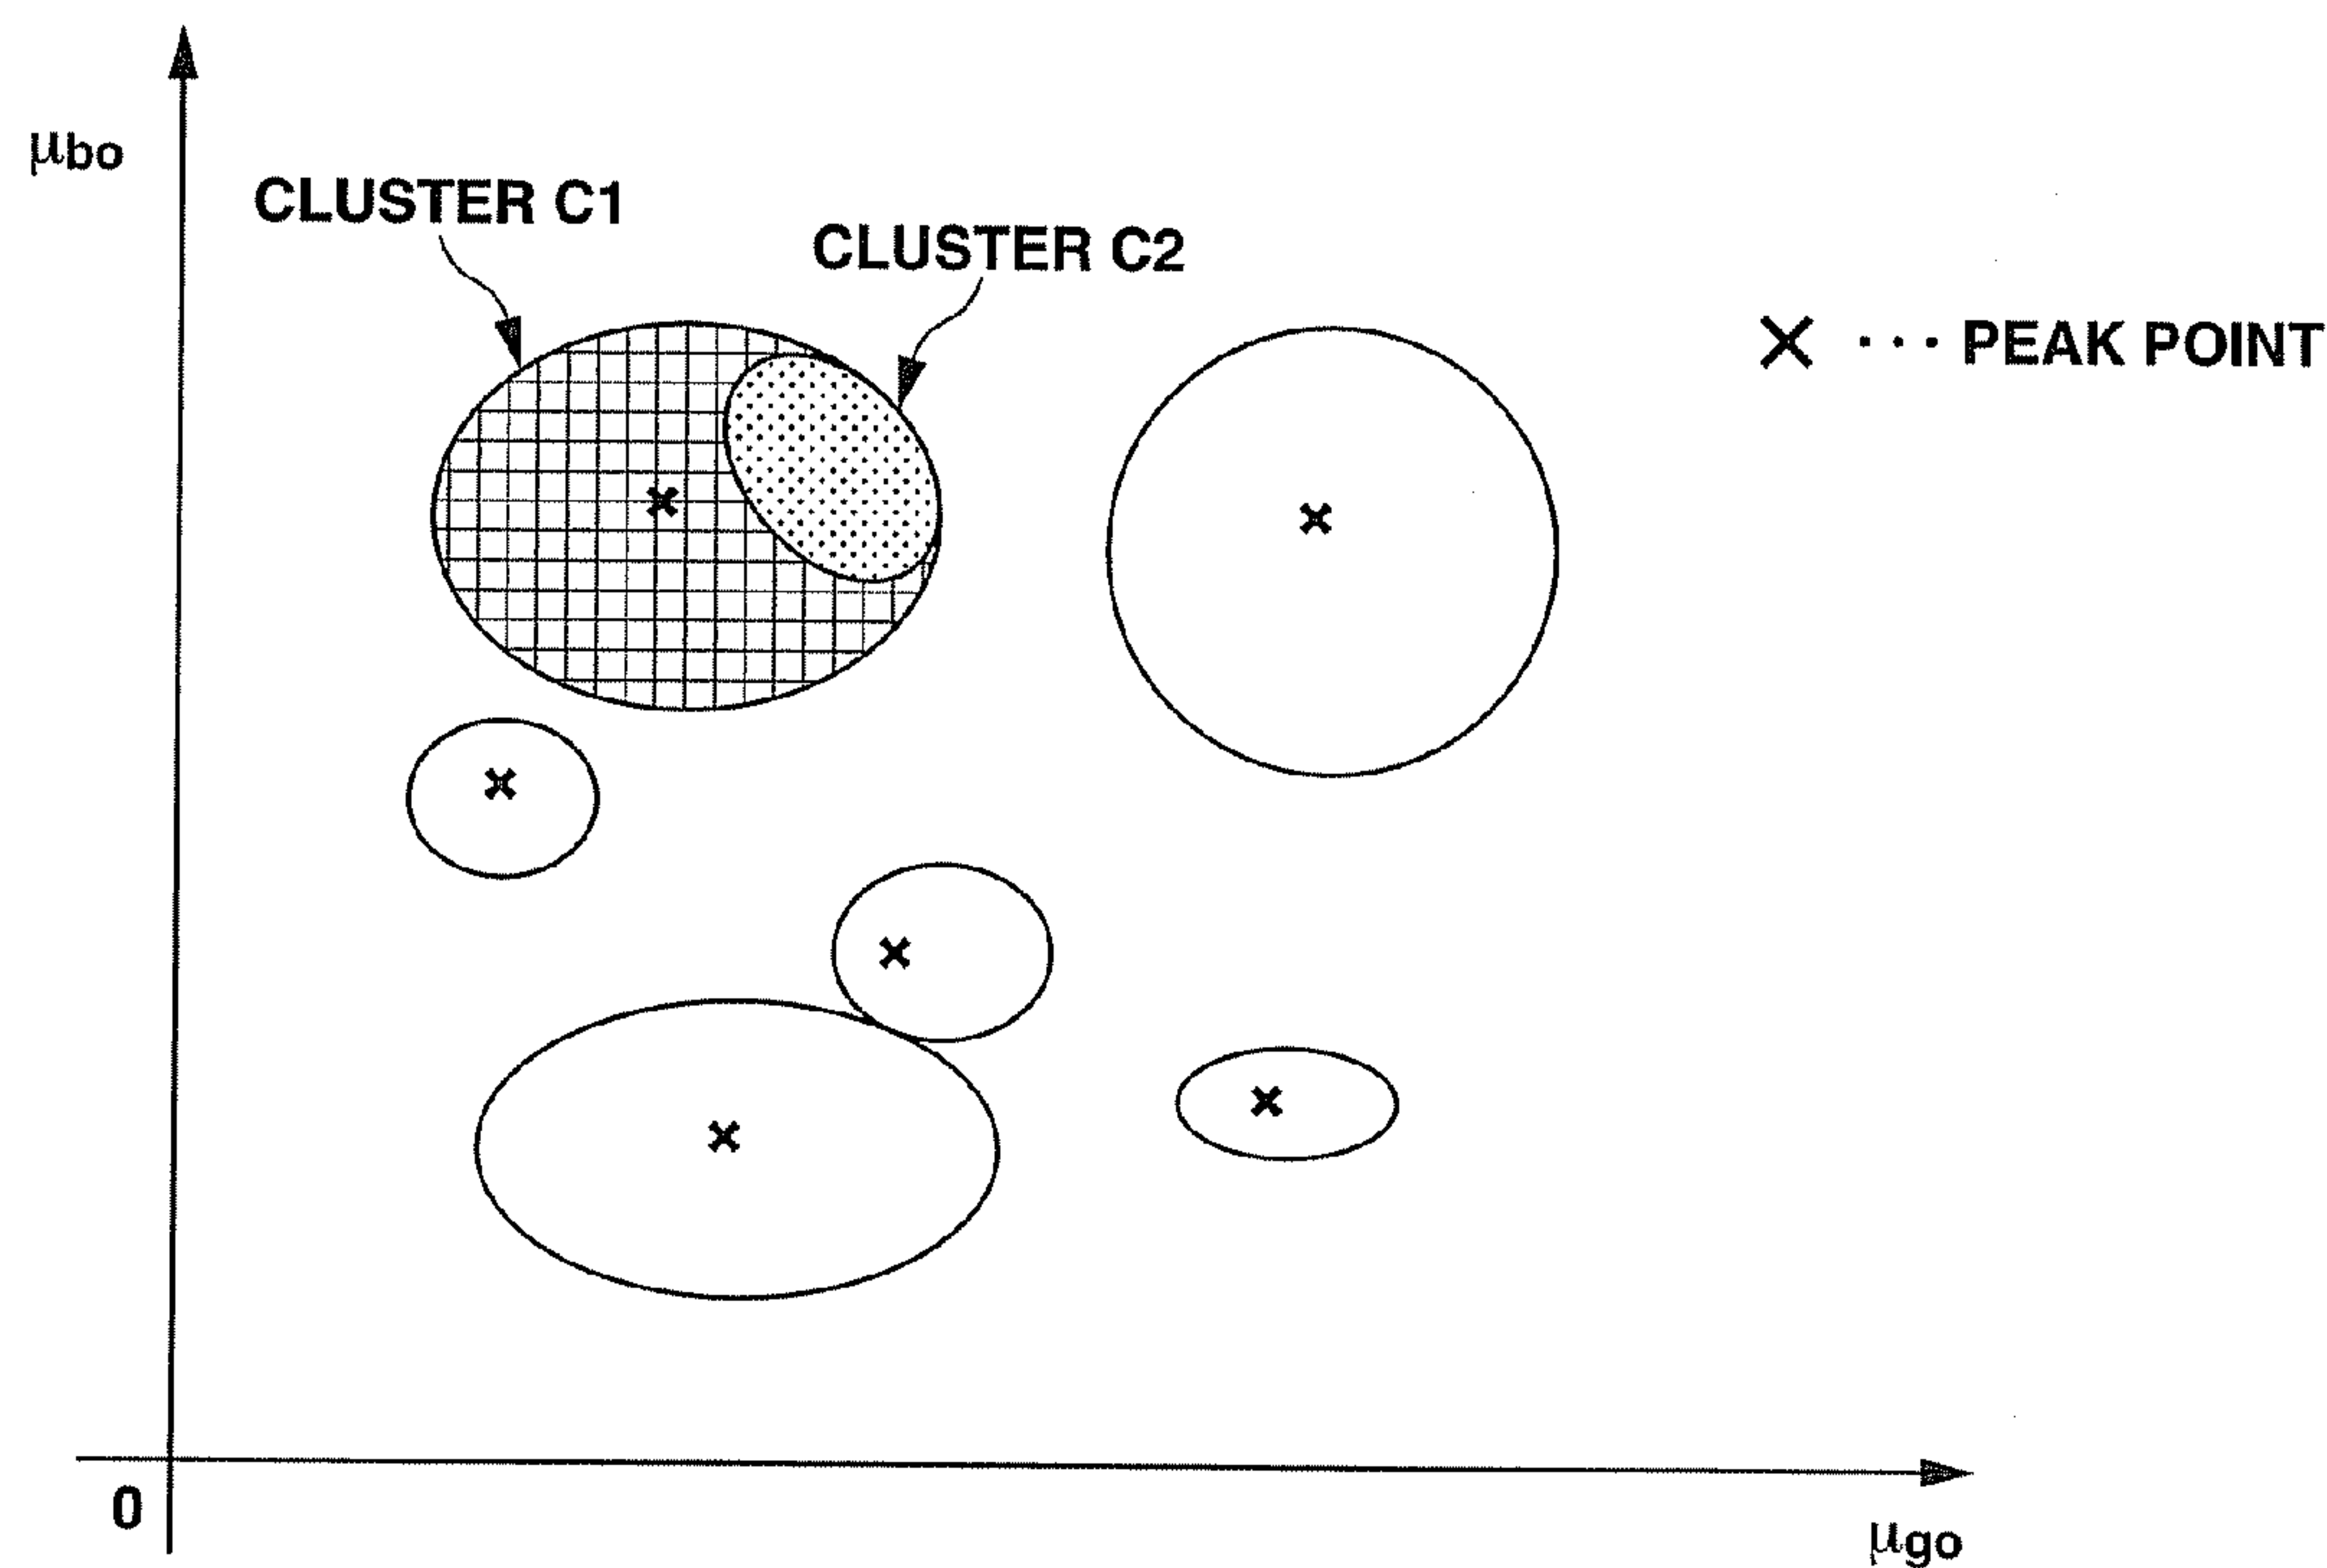 μbo
CLUSTER C1
CLUSTER C2
× ··· PEAK POINT
0
μgo